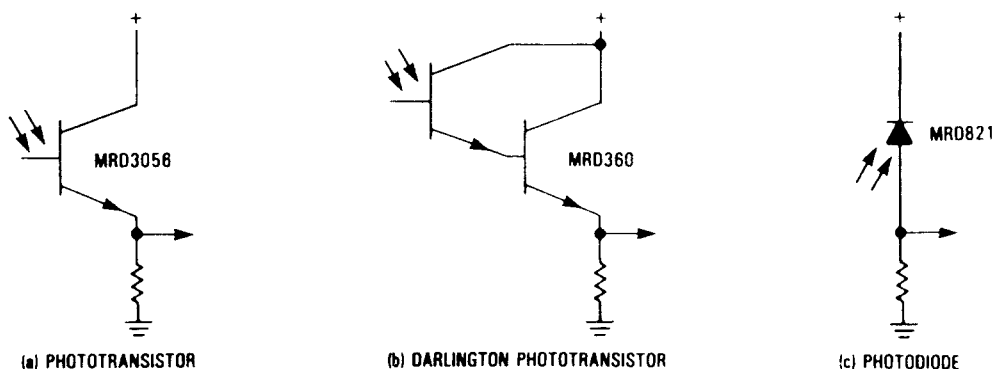 +
+
+
MRD3056
MRD360
MRD821
(a) PHOTOTRANSISTOR
(b) DARLINGTON PHOTOTRANSISTOR
(c) PHOTODIODE